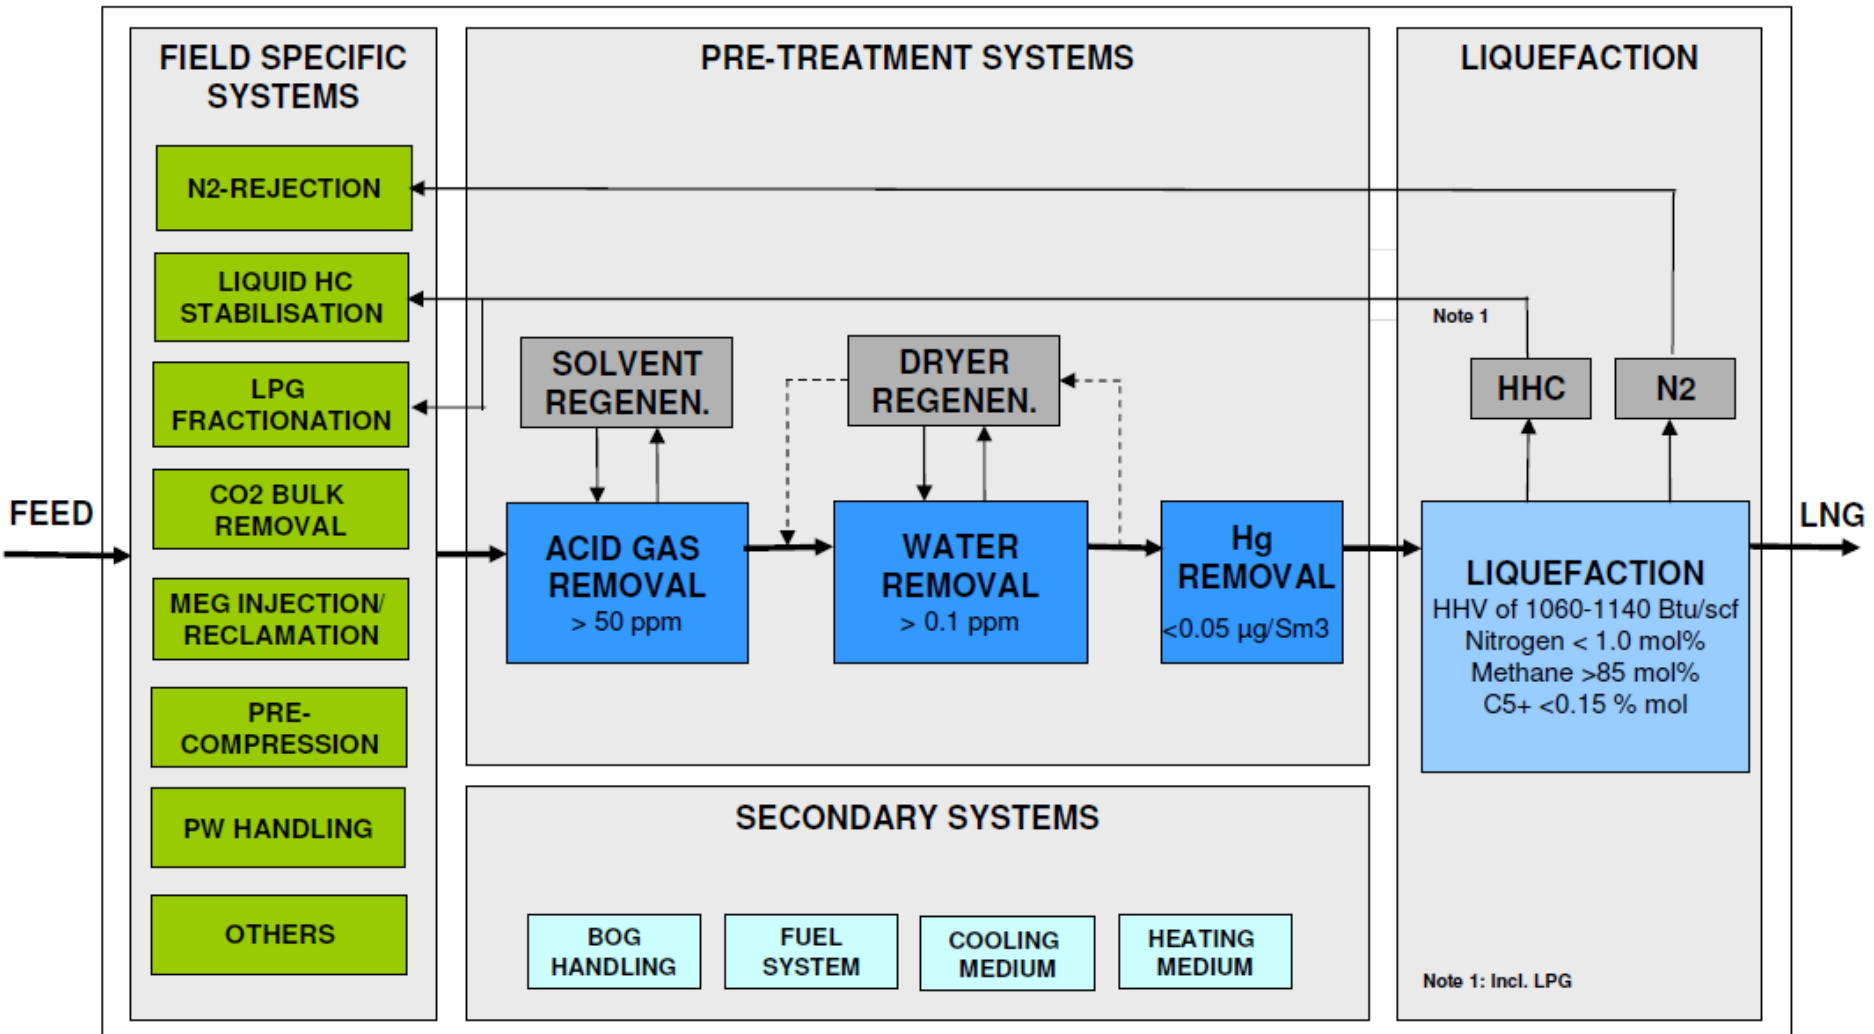 FIELD SPECIFIC
SYSTEMS
N2-REJECTION
LIQUID HC
STABILISATION
LPG
FRACTIONATION
CO2 BULK
REMOVAL
MEG INJECTION/
RECLAMATION
PRE-
COMPRESSION
PW HANDLING
OTHERS
FEED
PRE-TREATMENT SYSTEMS
SOLVENT
REGENEN.
DRYER
REGENEN.
ACID GAS
REMOVAL
> 50 ppm
WATER
REMOVAL
> 0.1 ppm
Hg
REMOVAL
<0.05 µg/Sm3
SECONDARY SYSTEMS
BOG
HANDLING
FUEL
SYSTEM
COOLING
MEDIUM
HEATING
MEDIUM
LIQUEFACTION
Note 1
HHC
N2
LIQUEFACTION
HHV of 1060-1140 Btu/scf
Nitrogen < 1.0 mol%
Methane >85 mol%
C5+ <0.15 % mol
Note 1: Incl. LPG
LNG